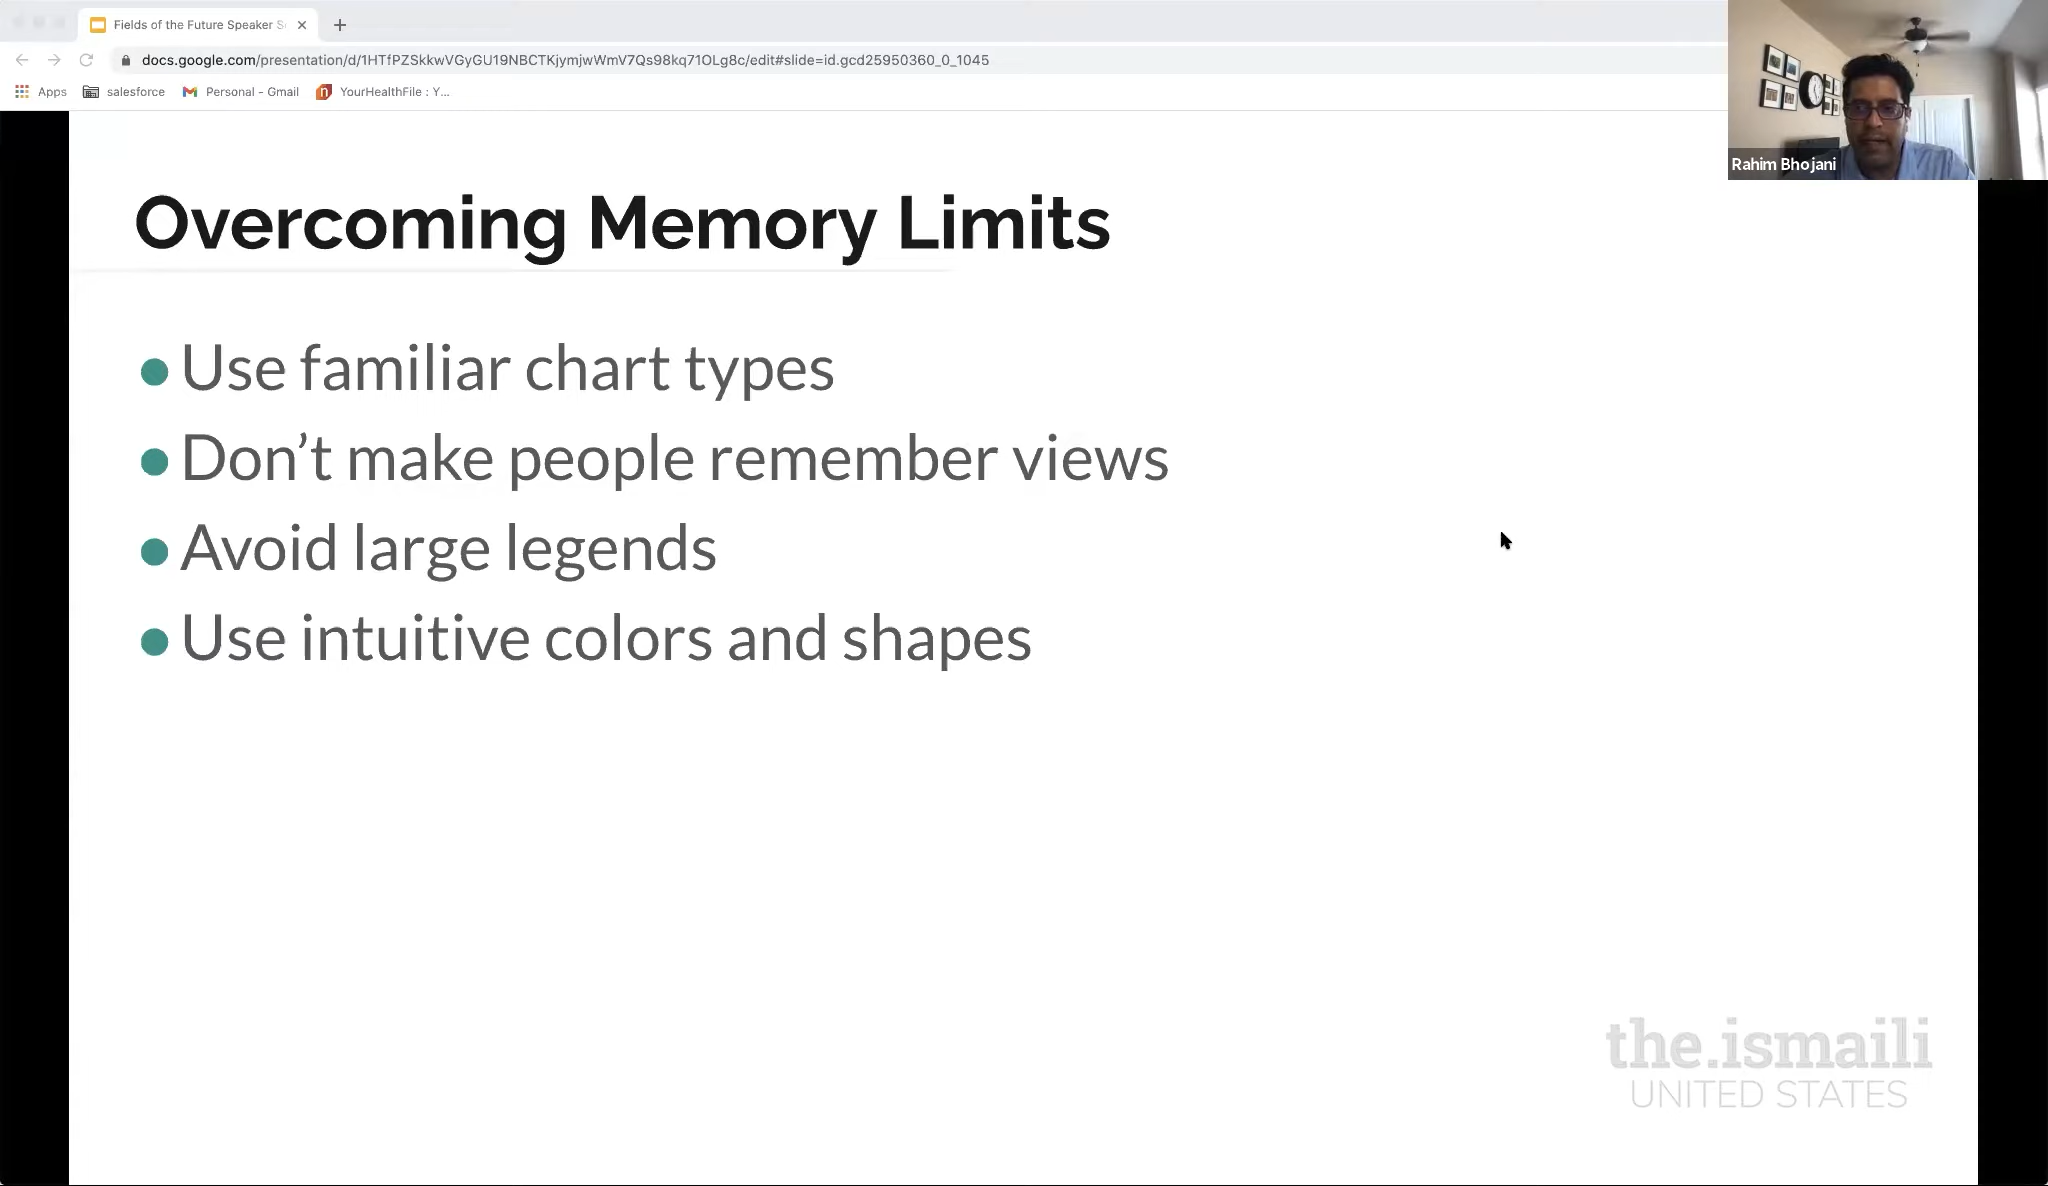 Fields of the Future Speaker S
docs.google.com/presentation/d/1HTfPZSkkwVGyGU19NBCTKjymjwWmV7Qs98kq71OLg8c/edit#slide=id.gcd25950360_0_1045
Apps salesforce Personal - Gmail YourHealthFile : Y...
Rahim Bhojani
Overcoming Memory Limits
Use familiar chart types
Don’t make people remember views
Avoid large legends
Use intuitive colors and shapes
the.ismaili
UNITED STATES